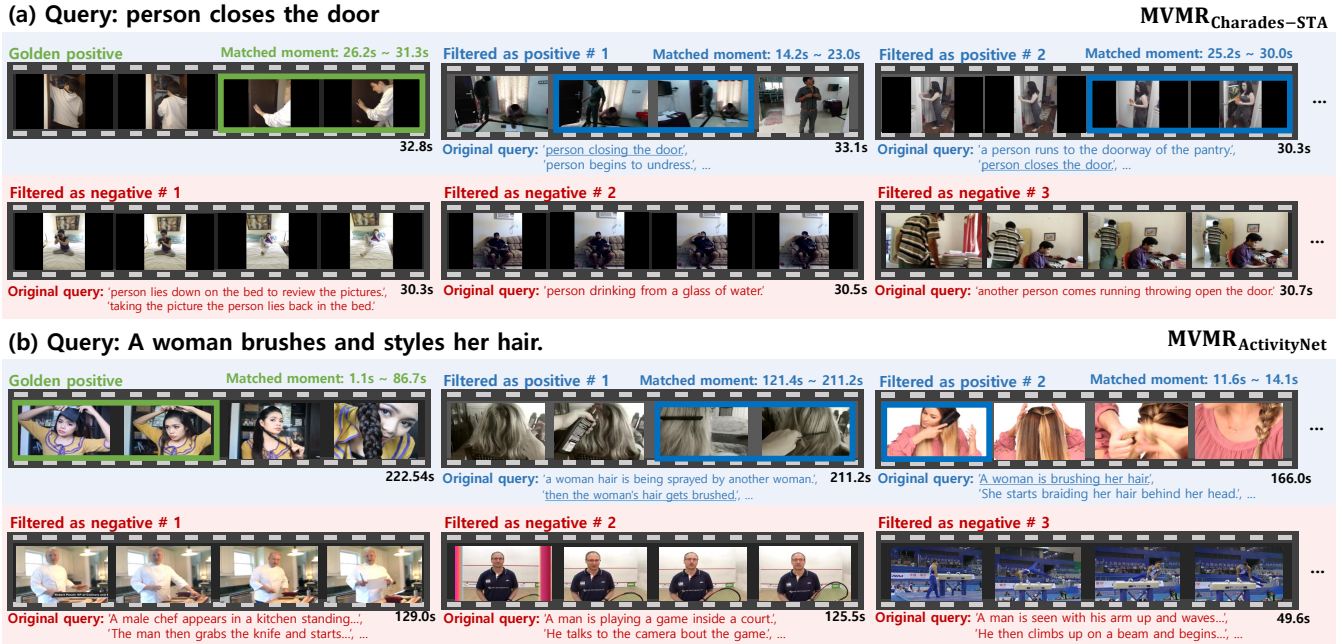 (a) Query: person closes the door
MVMR Charades−STA
Golden positive
Matched moment: 26.2s ~ 31.3s
32.8s
Filtered as positive # 1
Matched moment: 14.2s ~ 23.0s
Original query: 'person closing the door.',
'person begins to undress.', ...
33.1s
Filtered as positive # 2
Matched moment: 25.2s ~ 30.0s
Original query: 'a person runs to the doorway of the pantry.',
'person closes the door.', ...
30.3s
...
Filtered as negative # 1
Original query: 'person lies down on the bed to review the pictures.',
'taking the picture the person lies back in the bed.'
30.3s
Filtered as negative # 2
Original query: 'person drinking from a glass of water.'
30.5s
Filtered as negative # 3
Original query: 'another person comes running throwing open the door.'
30.7s
...
(b) Query: A woman brushes and styles her hair.
MVMR ActivityNet
Golden positive
Matched moment: 1.1s ~ 86.7s
222.54s
Filtered as positive # 1
Matched moment: 121.4s ~ 211.2s
Original query: 'a woman hair is being sprayed by another woman.',
'then the woman's hair gets brushed.', ...
211.2s
Filtered as positive # 2
Matched moment: 11.6s ~ 14.1s
Original query: 'A woman is brushing her hair.',
'She starts braiding her hair behind her head.', ...
166.0s
...
Filtered as negative # 1
Original query: 'A male chef appears in a kitchen standing...',
'The man then grabs the knife and starts...', ...
129.0s
Filtered as negative # 2
Original query: 'A man is playing a game inside a court.',
'He talks to the camera bout the game.', ...
125.5s
Filtered as negative # 3
Original query: 'A man is seen with his arm up and waves...',
'He then climbs up on a beam and begins...', ...
49.6s
...